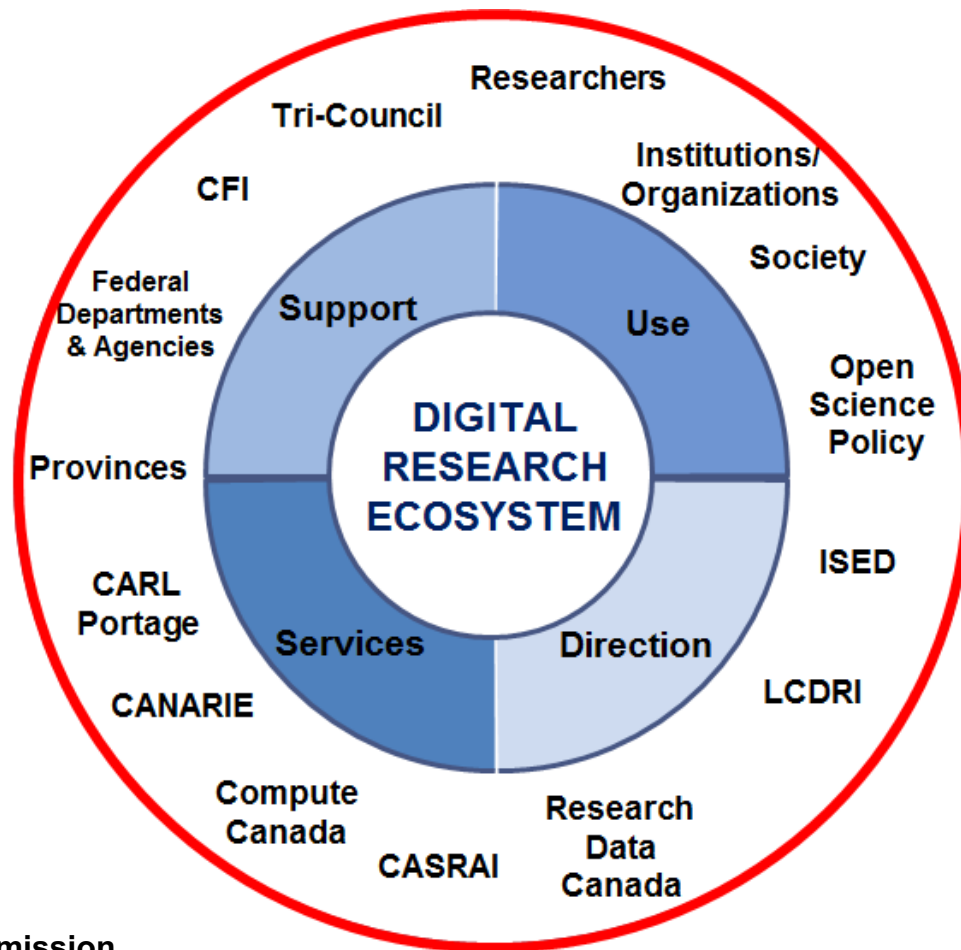 Researchers
Tri-Council
Institutions/
Organizations
CFI
Society
Federal
Departments
& Agencies
Support
Use
Open
Science
Policy
DIGITAL
RESEARCH
ECOSYSTEM
Provinces
ISED
CARL
Portage
Services
Direction
LCDRI
CANARIE
Compute
Canada
Research
Data
Canada
CASRAI
mission